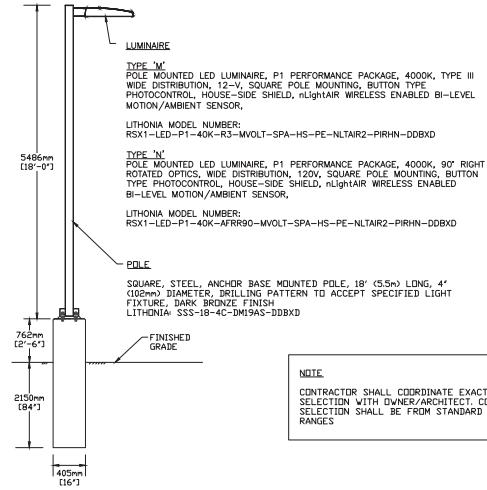 LUMINAIRE
TYPE 'M'
POLE MOUNTED LED LUMINAIRE, P1 PERFORMANCE PACKAGE, 4000K, TYPE III
WIDE DISTRIBUTION, 12-V, SQUARE POLE MOUNTING, BUTTON TYPE
PHOTOCONTROL, HOUSE-SIDE SHIELD, nLightAIR WIRELESS ENABLED BI-LEVEL
MOTION/AMBIENT SENSOR,
LITHONIA MODEL NUMBER:
RSX1-LED-P1-40K-R3-MVOLT-SPA-HS-PE-NLTAIR2-PIRHN-DDBXD
TYPE 'N'
POLE MOUNTED LED LUMINAIRE, P1 PERFORMANCE PACKAGE, 4000K, 90° RIGHT
ROTATED OPTICS, WIDE DISTRIBUTION, 120V, SQUARE POLE MOUNTING, BUTTON
TYPE PHOTOCONTROL, HOUSE-SIDE SHIELD, nLightAIR WIRELESS ENABLED
BI-LEVEL MOTION/AMBIENT SENSOR,
LITHONIA MODEL NUMBER:
RSX1-LED-P1-40K-AFRR90-MVOLT-SPA-HS-PE-NLTAIR2-PIRHN-DDBXD
5486mm
[18'-0"]
POLE
SQUARE, STEEL, ANCHOR BASE MOUNTED POLE, 18' (5.5m) LONG, 4"
(102mm) DIAMETER, DRILLING PATTERN TO ACCEPT SPECIFIED LIGHT
FIXTURE, DARK BRONZE FINISH
LITHONIA: SSS-18-4C-DM19AS-DDBXD
762mm
[2'-6"]
FINISHED
GRADE
2150mm
[84"]
405mm
[16"]
NOTE
CONTRACTOR SHALL COORDINATE EXACT
SELECTION WITH OWNER/ARCHITECT.
SELECTION SHALL BE FROM STANDARD
RANGES